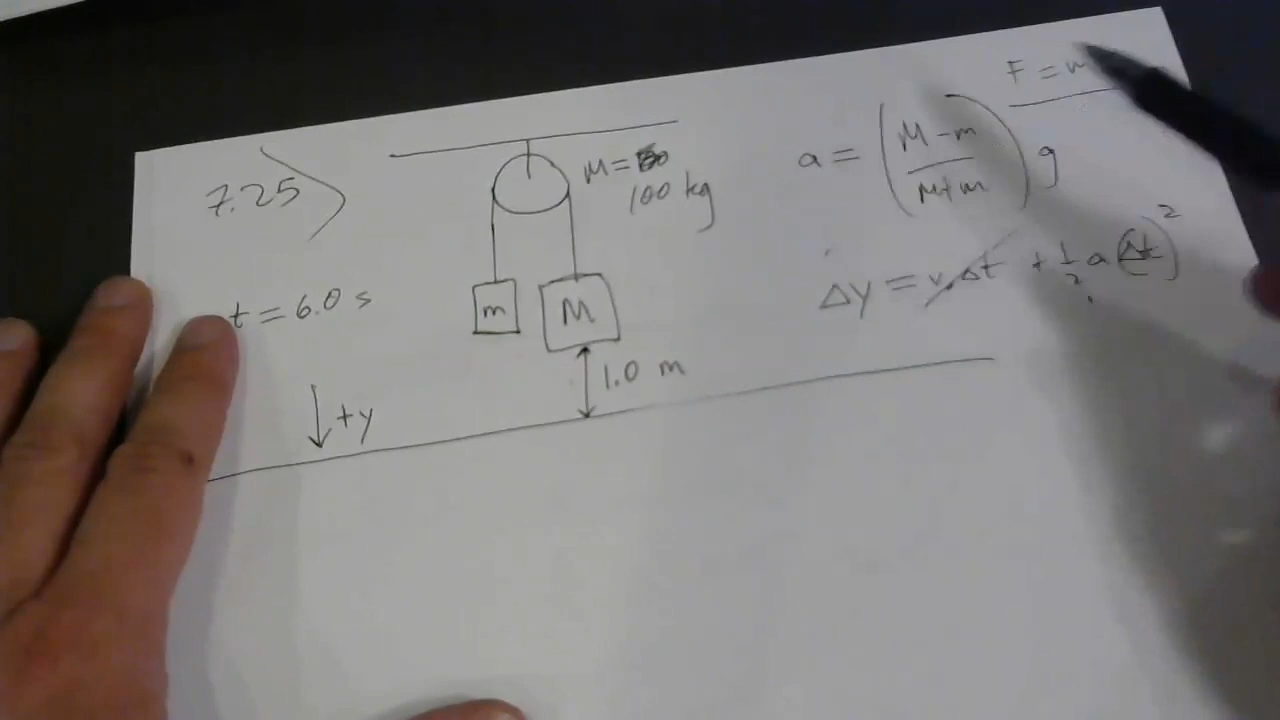 F = m
7.25
M = 
100 kg
a = (M - m / M + m) g
Δy = v₀Δt + ½ a (Δt)²
t = 6.0 s
m
M
1.0 m
+y